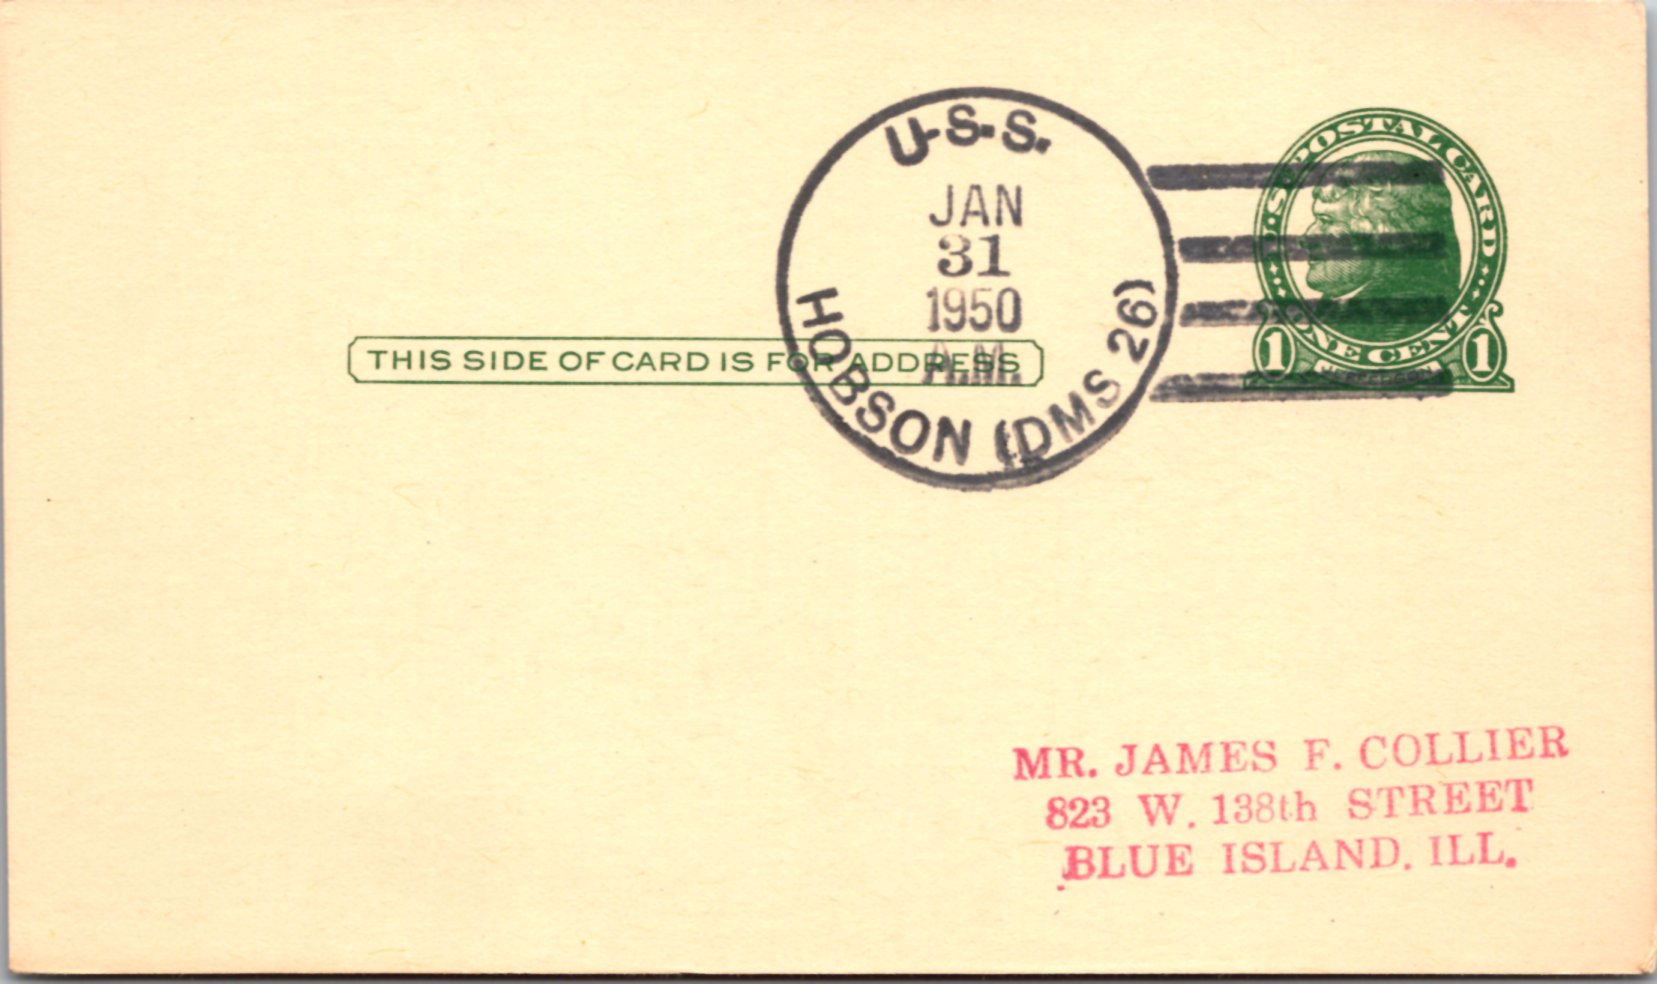 U.S.S.
JAN
31
1950
A.M.
HOBSON (DMS 26)
U·S·POSTAL CARD
ONE CENT
1 1
JEFFERSON
THIS SIDE OF CARD IS FOR ADDRESS
MR. JAMES F. COLLIER
823 W. 138th STREET
BLUE ISLAND, ILL.